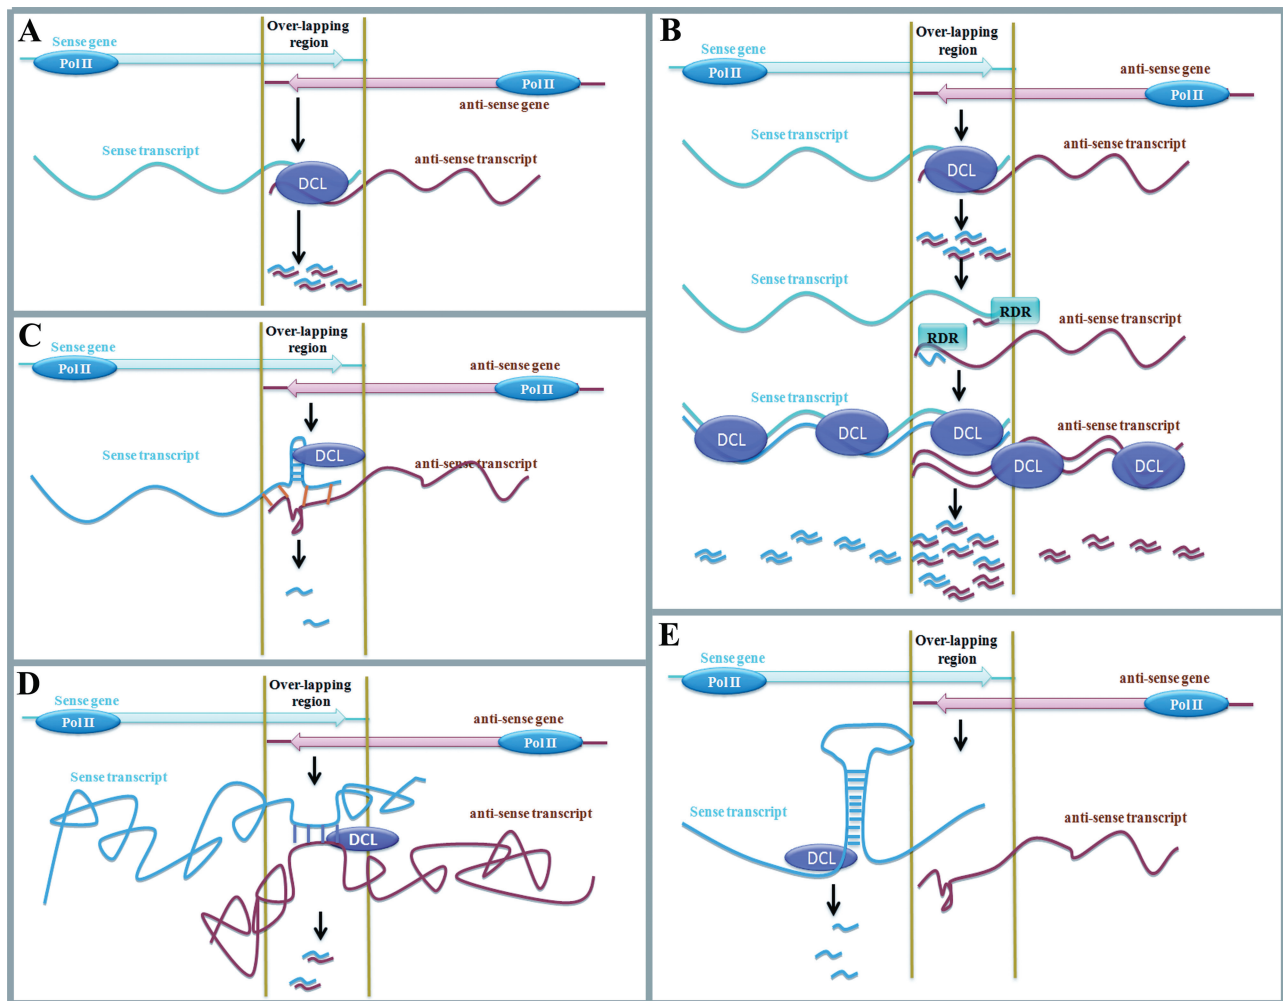 A
Over-lapping
region
Sense gene
Pol II
Pol II
anti-sense gene
Sense transcript
anti-sense transcript
DCL
B
Over-lapping
region
Sense gene
Pol II
anti-sense gene
Pol II
Sense transcript
anti-sense transcript
DCL
Sense transcript
RDR
anti-sense transcript
RDR
Sense transcript
anti-sense transcript
DCL
DCL
DCL
DCL
DCL
C
Over-lapping
region
Sense gene
Pol II
anti-sense gene
Pol II
Sense transcript
DCL
anti-sense transcript
D
Over-lapping
region
Sense gene
Pol II
anti-sense gene
Pol II
Sense transcript
anti-sense transcript
DCL
E
Over-lapping
region
Sense gene
Pol II
anti-sense gene
Pol II
Sense transcript
anti-sense transcript
DCL